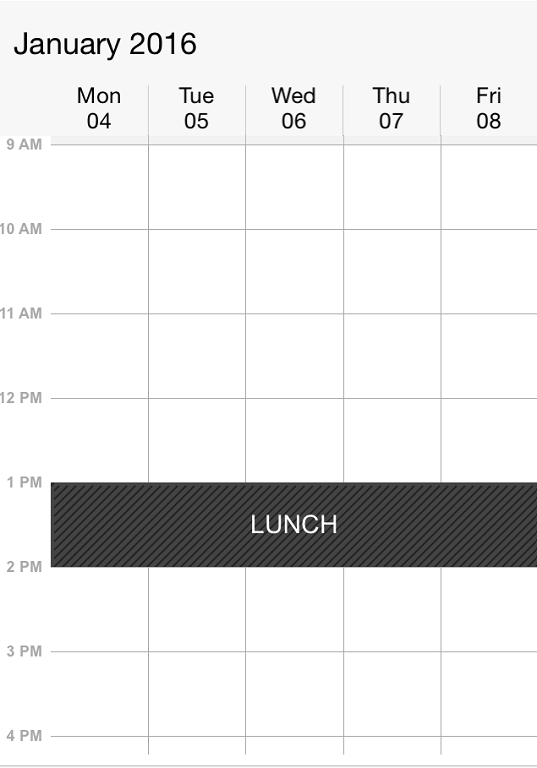 January 2016
Mon Tue Wed Thu Fri
04 05 06 07 08
9 AM
10 AM
11 AM
12 PM
1 PM
LUNCH
2 PM
3 PM
4 PM